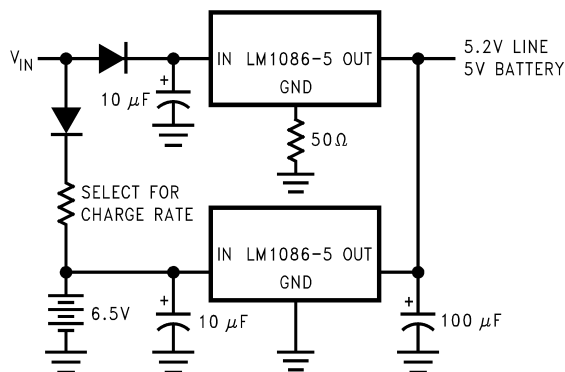 VIN
IN LM1086-5 OUT
GND
5.2V LINE
5V BATTERY
+
10 μF
50Ω
SELECT FOR
CHARGE RATE
IN LM1086-5 OUT
GND
6.5V
+
10 μF
+
100 μF